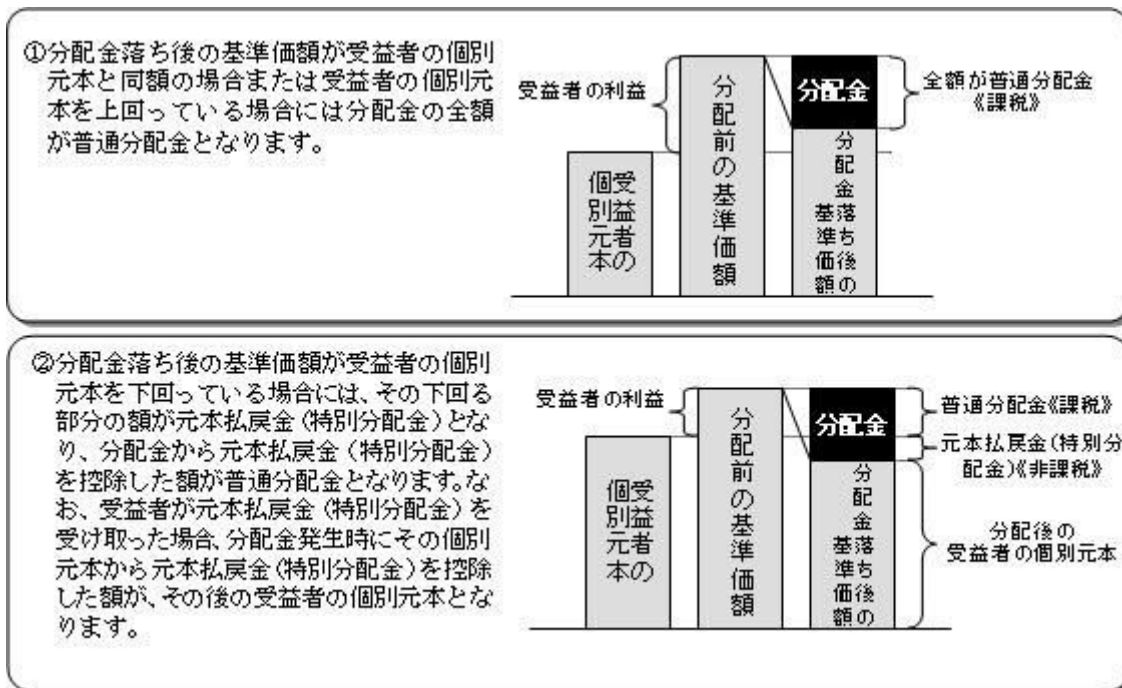 ①分配金落ち後の基準価額が受益者の個別
元本と同額の場合または受益者の個別元
本を上回っている場合には分配金の全額
が普通分配金となります。
受益者の利益
受益者の
個別元本
分配前の基準価額
分配金
分配金落ち後の
基準価額
全額が普通分配金
《課税》
②分配金落ち後の基準価額が受益者の個別
元本を下回っている場合には、その下回る
部分の額が元本払戻金(特別分配金)とな
り、分配金から元本払戻金(特別分配金)
を控除した額が普通分配金となります。な
お、受益者が元本払戻金(特別分配金)を
受け取った場合、分配金発生時にその個別
元本から元本払戻金(特別分配金)を控除
した額が、その後の受益者の個別元本とな
ります。
受益者の利益
受益者の
個別元本
分配前の基準価額
分配金
分配金落ち後の
基準価額
普通分配金《課税》
元本払戻金(特別分
配金)《非課税》
分配後の
受益者の個別元本